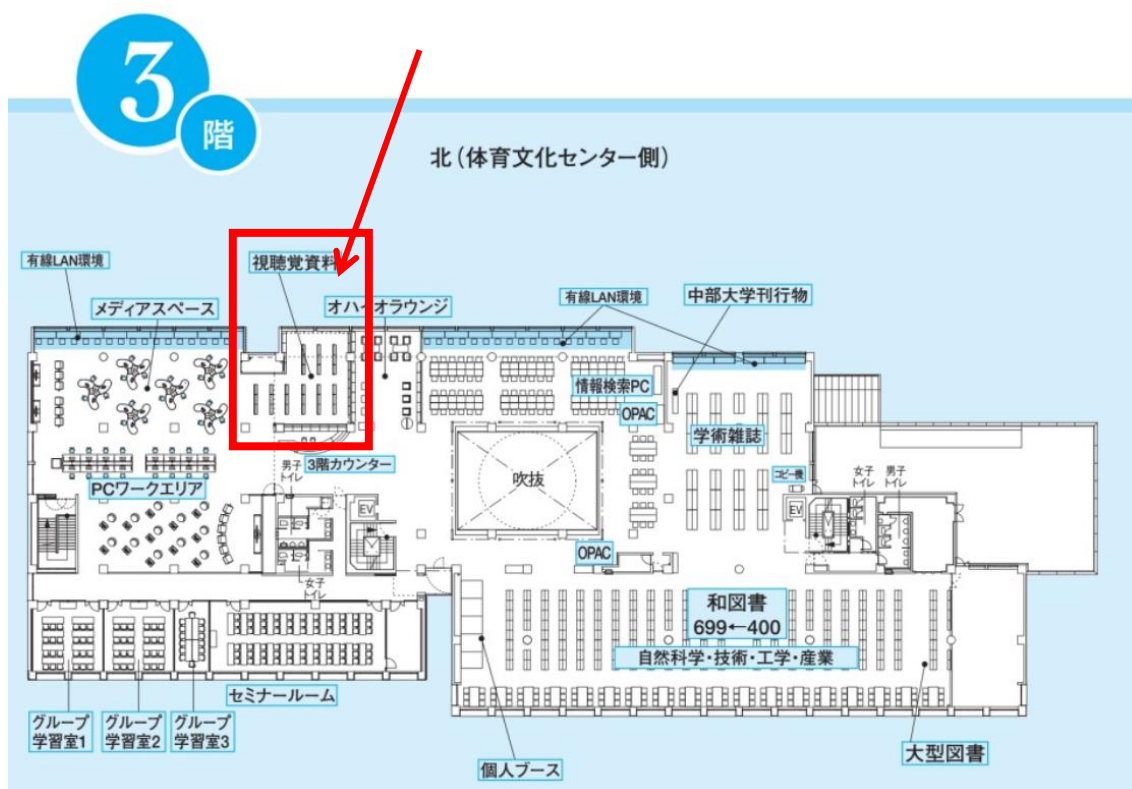 3
階
北(体育文化センター側)
有線LAN環境
視聴覚資料
メディアスペース
オハイオラウンジ
有線LAN環境
中部大学刊行物
情報検索PC
OPAC
学術雑誌
3階カウンター
男子
トイレ
PCワークエリア
吹抜
コピー機
女子
トイレ
男子
トイレ
EV
EV
OPAC
女子
トイレ
和図書
699←400
自然科学・技術・工学・産業
セミナールーム
グループ
学習室1
グループ
学習室2
グループ
学習室3
個人ブース
大型図書